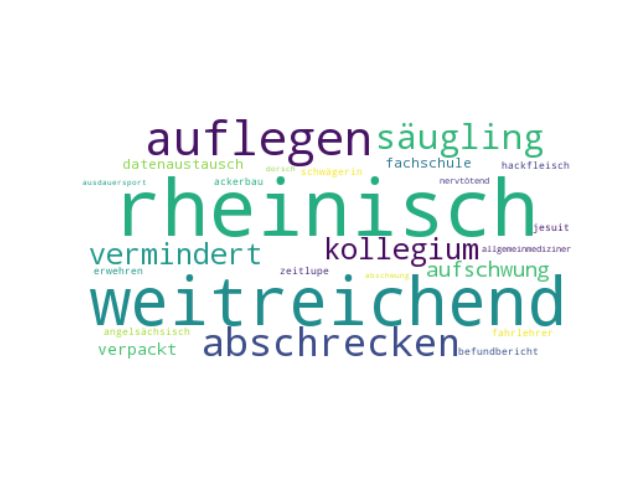 auflegen säugling
datenaustausch dorsch schwägerin fachschule hackfleisch
ausdauersport ackerbau nervtötend
rheinisch jesuit
vermindert kollegium allgemeinmediziner
erwehren zeitlupe abschwung aufschwung
weitreichend
angelsächsisch fahrlehrer
verpackt abschrecken befundbericht